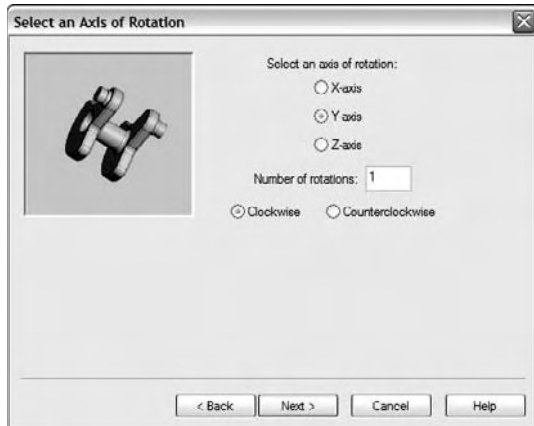 Select an Axis of Rotation
Select an axis of rotation:
X-axis
Y-axis
Z-axis
Number of rotations: 1
Clockwise Counterclockwise
< Back Next > Cancel Help